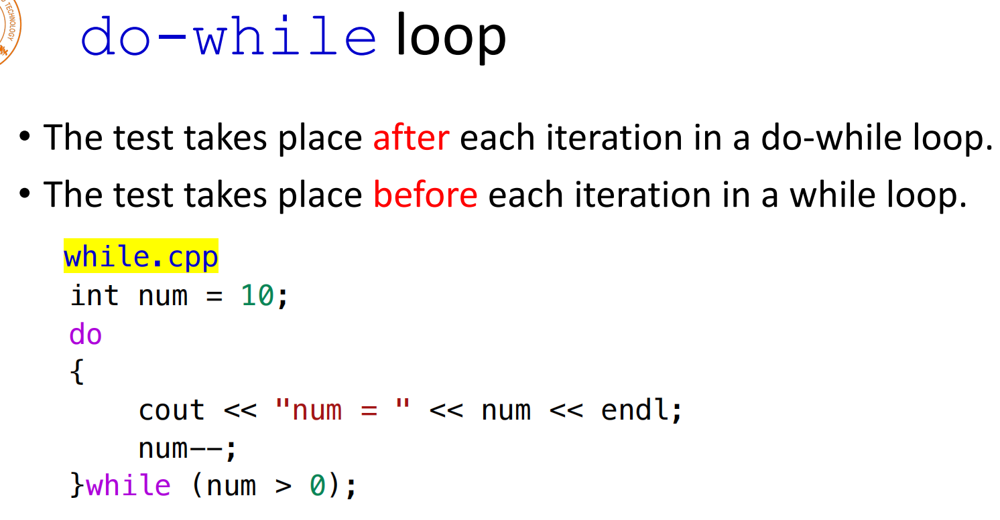 TECHNOLOGY
do-while loop
• The test takes place after each iteration in a do-while loop.
• The test takes place before each iteration in a while loop.
while.cpp
int num = 10;
do
{
    cout << "num = " << num << endl;
    num--;
}while (num > 0);